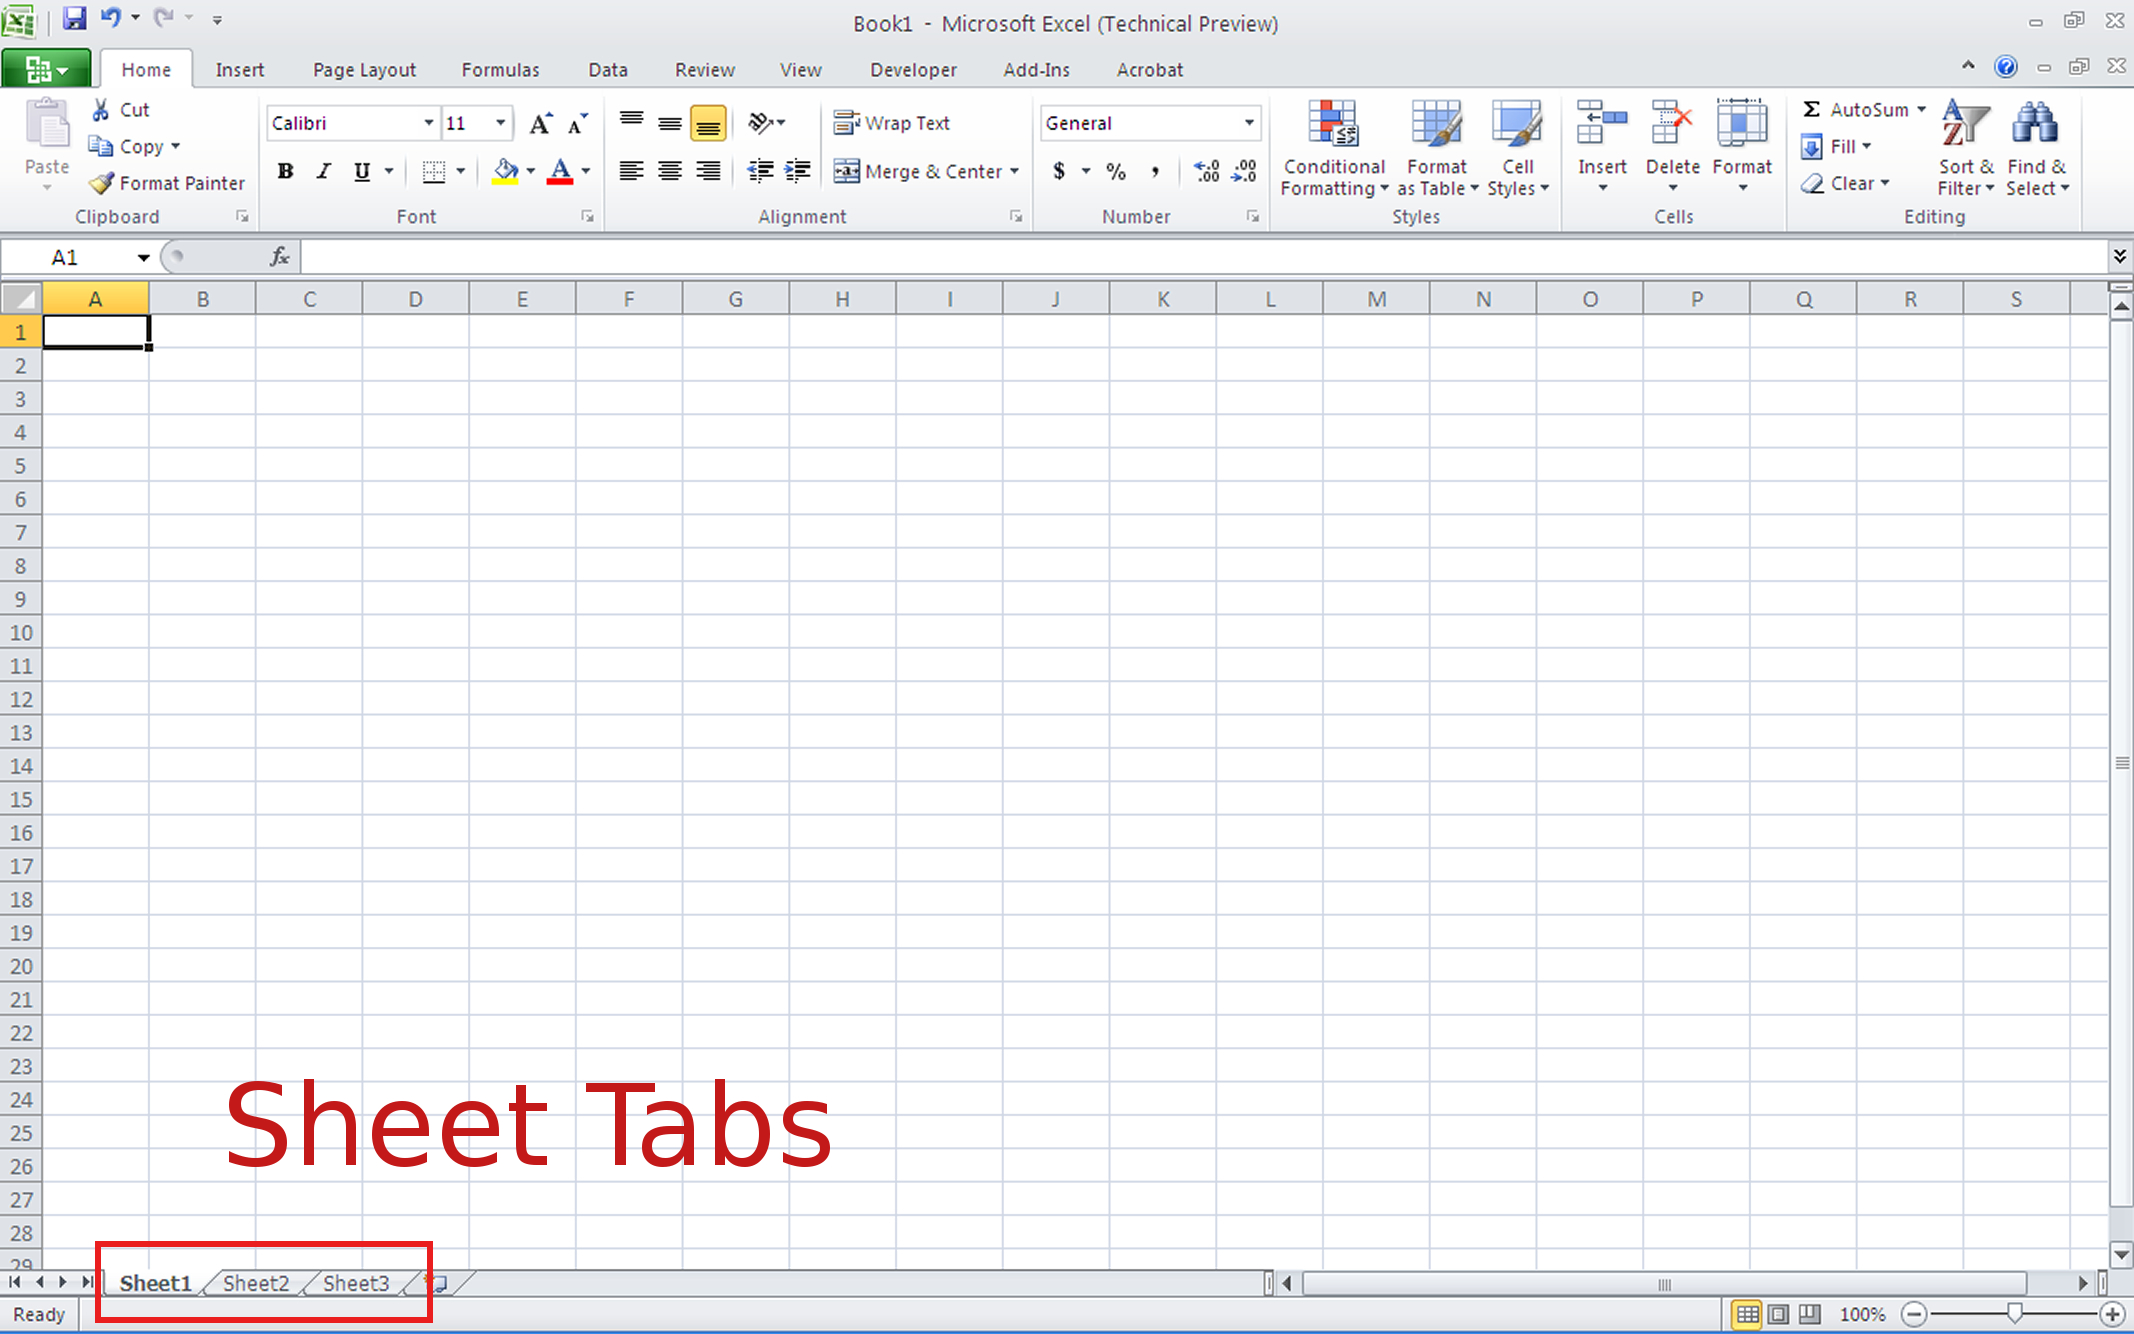 Book1 - Microsoft Excel (Technical Preview)
Home Insert Page Layout Formulas Data Review View Developer Add-Ins Acrobat
Paste
Cut
Copy
Format Painter
Clipboard
Calibri 11
B I U
Font
Wrap Text
Merge & Center
Alignment
General
$ % ,
Number
Conditional Formatting
Format as Table
Cell Styles
Styles
Insert Delete Format
Cells
Σ AutoSum
Fill
Clear
Sort & Filter
Find & Select
Editing
A1 fx
A B C D E F G H I J K L M N O P Q R S
1
2
3
4
5
6
7
8
9
10
11
12
13
14
15
16
17
18
19
20
21
22
23
24
25
26
27
28
29
Sheet Tabs
Sheet1 Sheet2 Sheet3
Ready 100%